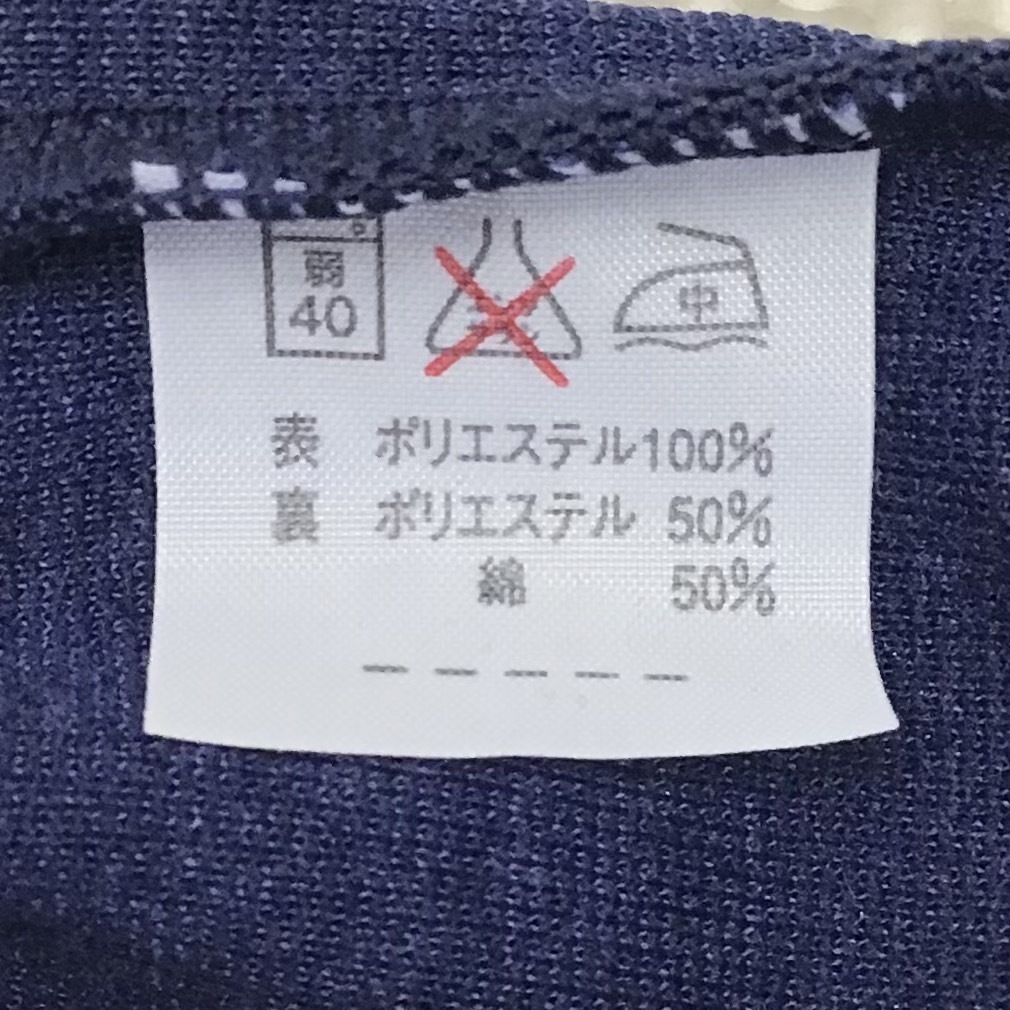 弱
40
中
表 ポリエステル100%
裏 ポリエステル 50%
綿 50%